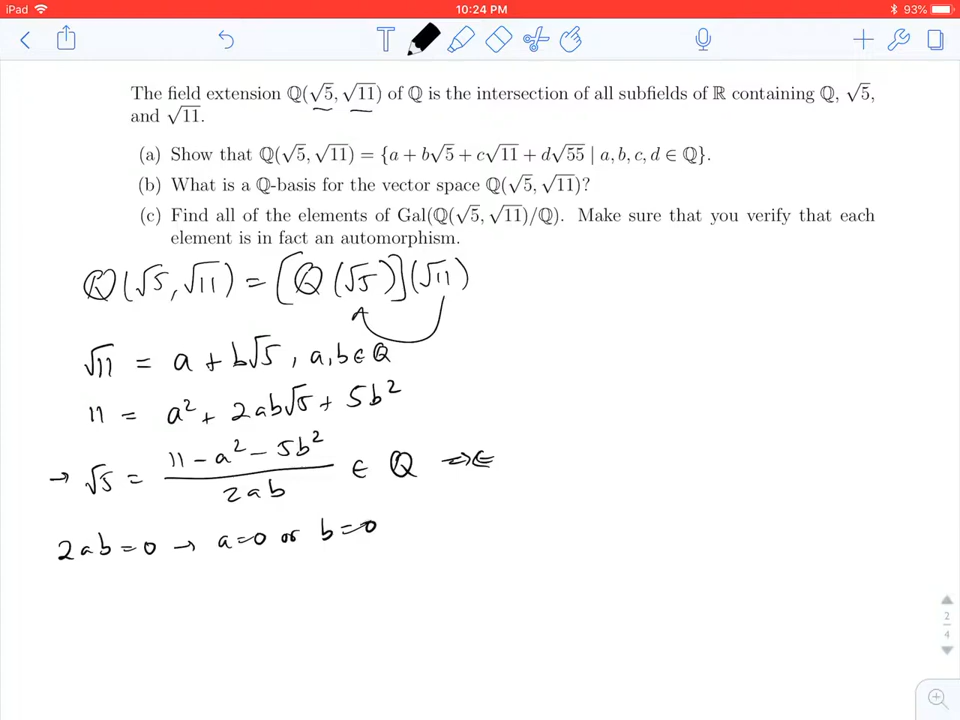 iPad 10:24 PM 93%
T
The field extension ℚ(√5, √11) of ℚ is the intersection of all subfields of ℝ containing ℚ, √5,
and √11.
(a) Show that ℚ(√5, √11) = {a + b√5 + c√11 + d√55 | a, b, c, d ∈ ℚ}.
(b) What is a ℚ-basis for the vector space ℚ(√5, √11)?
(c) Find all of the elements of Gal(ℚ(√5, √11)/ℚ). Make sure that you verify that each
element is in fact an automorphism.
ℚ(√5, √11) = [ℚ(√5)](√11)
√11 = a + b√5, a, b ∈ ℚ
11 = a² + 2ab√5 + 5b²
→ √5 = (11 − a² − 5b²)/(2ab) ∈ ℚ ⇒⇐
2ab = 0 → a = 0 or b = 0
2
4